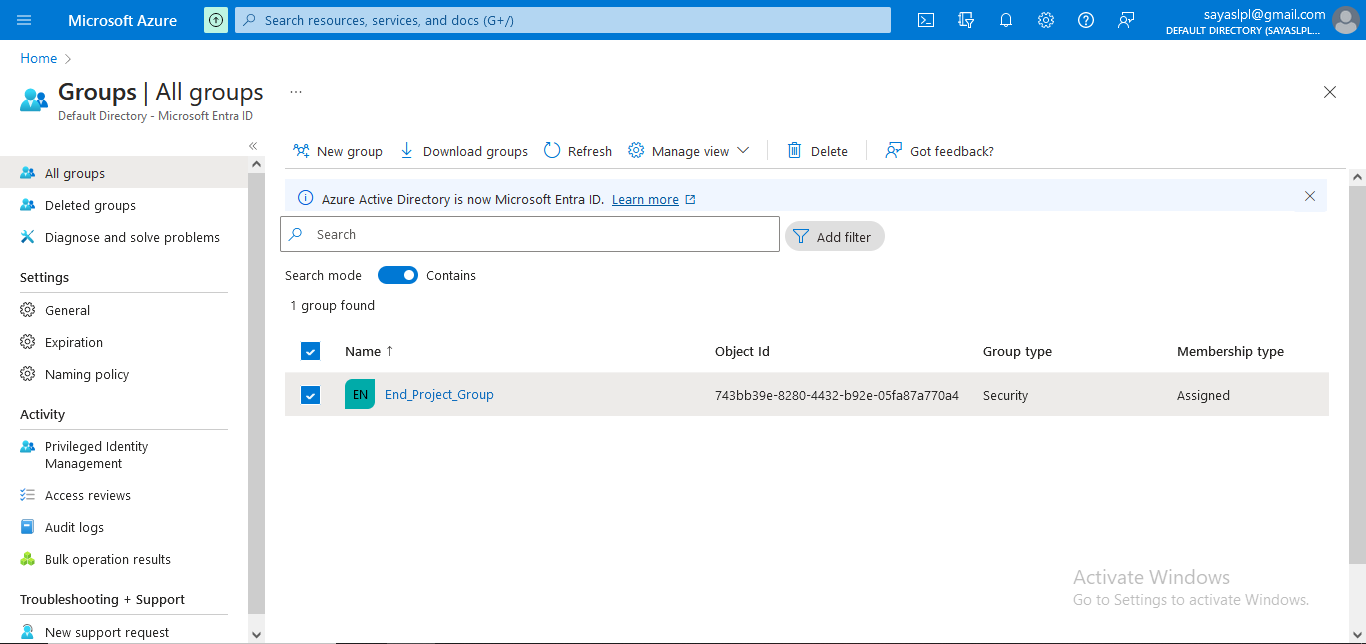 Microsoft Azure
Search resources, services, and docs (G+/)
sayaslpl@gmail.com
DEFAULT DIRECTORY (SAYASLPL...
Home
Groups | All groups
...
Default Directory - Microsoft Entra ID
All groups
Deleted groups
Diagnose and solve problems
Settings
General
Expiration
Naming policy
Activity
Privileged Identity
Management
Access reviews
Audit logs
Bulk operation results
Troubleshooting + Support
New support request
New group
Download groups
Refresh
Manage view
Delete
Got feedback?
Azure Active Directory is now Microsoft Entra ID. Learn more
Search
Add filter
Search mode
Contains
1 group found
Name ↑ Object Id Group type Membership type
EN End_Project_Group 743bb39e-8280-4432-b92e-05fa87a770a4 Security Assigned
Activate Windows
Go to Settings to activate Windows.